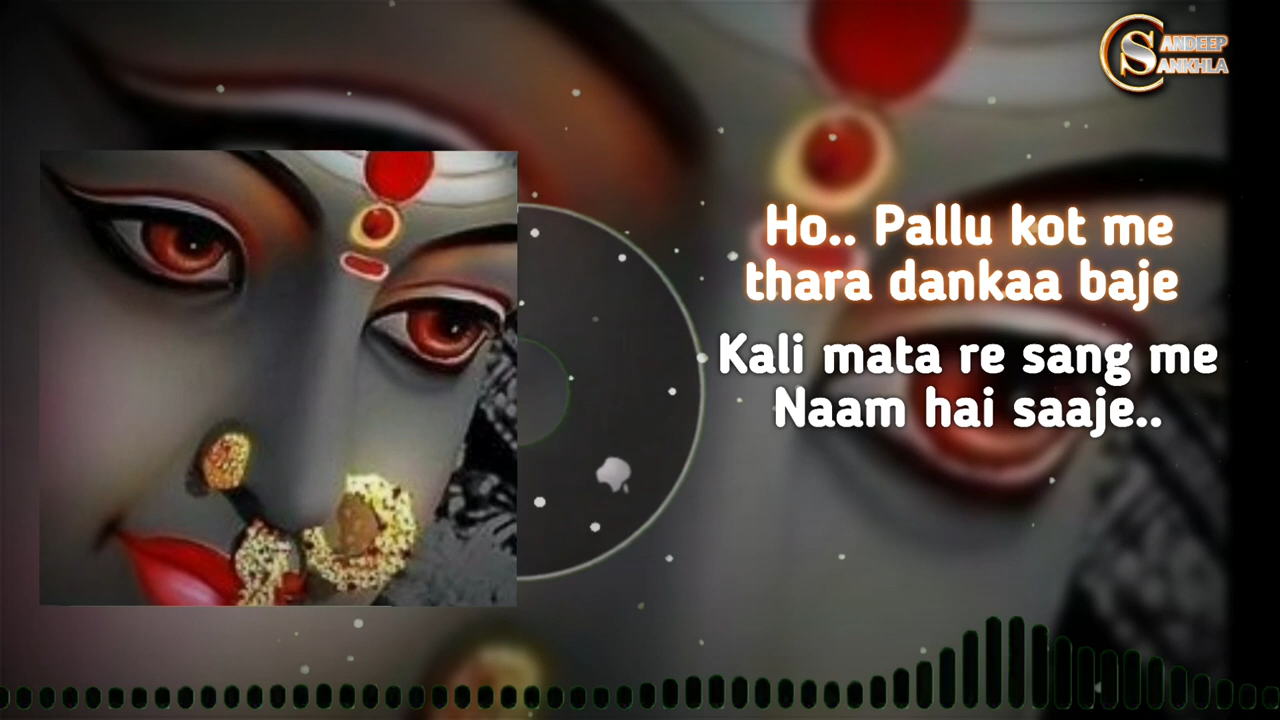 SANDEEP
SANKHLA
Ho.. Pallu kot me
thara dankaa baje
Kali mata re sang me
Naam hai saaje..